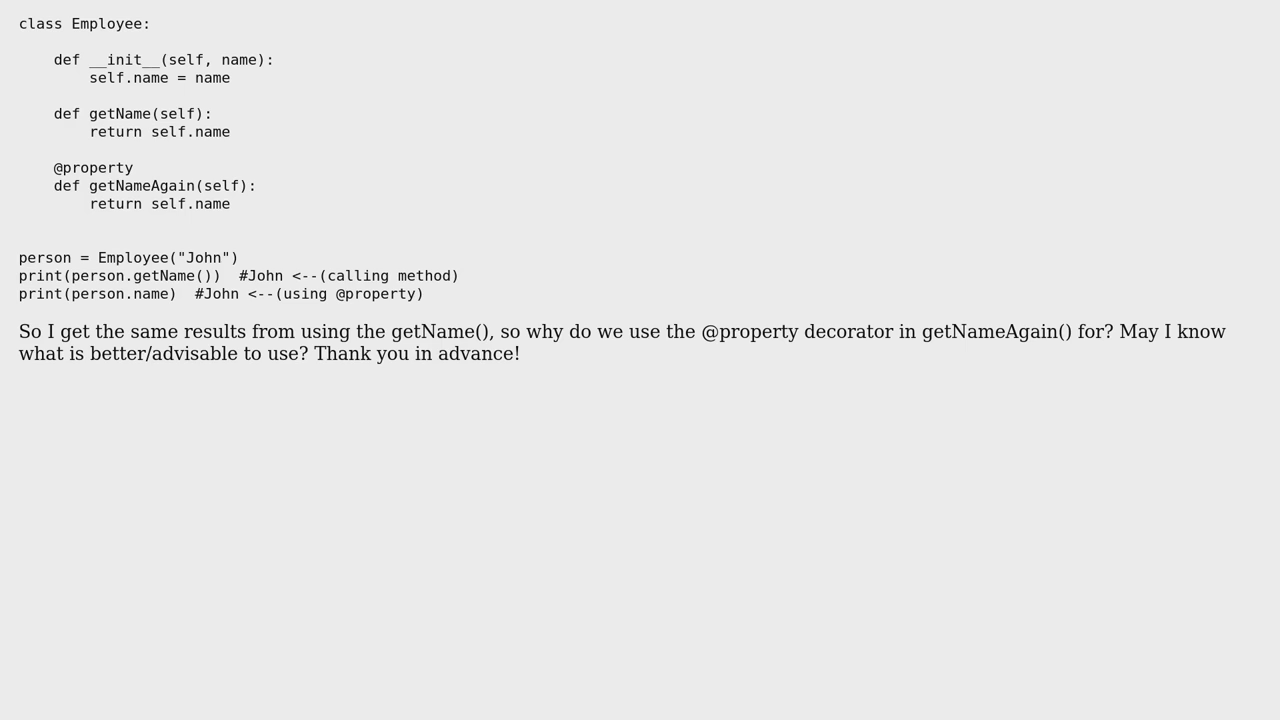 class Employee:

    def __init__(self, name):
        self.name = name

    def getName(self):
        return self.name

    @property
    def getNameAgain(self):
        return self.name


person = Employee("John")
print(person.getName())  #John <--(calling method)
print(person.name)  #John <--(using @property)

So I get the same results from using the getName(), so why do we use the @property decorator in getNameAgain() for? May I know
what is better/advisable to use? Thank you in advance!